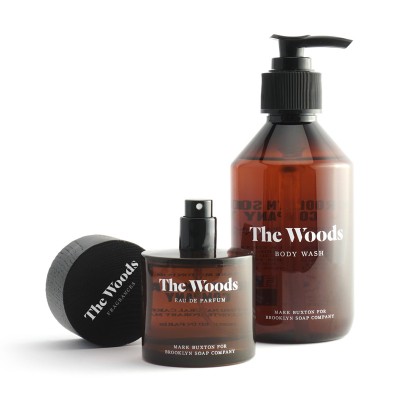 The Woods
FRAGRANCES
The Woods
EAU DE PARFUM
MARK BUXTON FOR
BROOKLYN SOAP COMPANY
The Woods
BODY WASH
MARK BUXTON FOR
BROOKLYN SOAP COMPANY